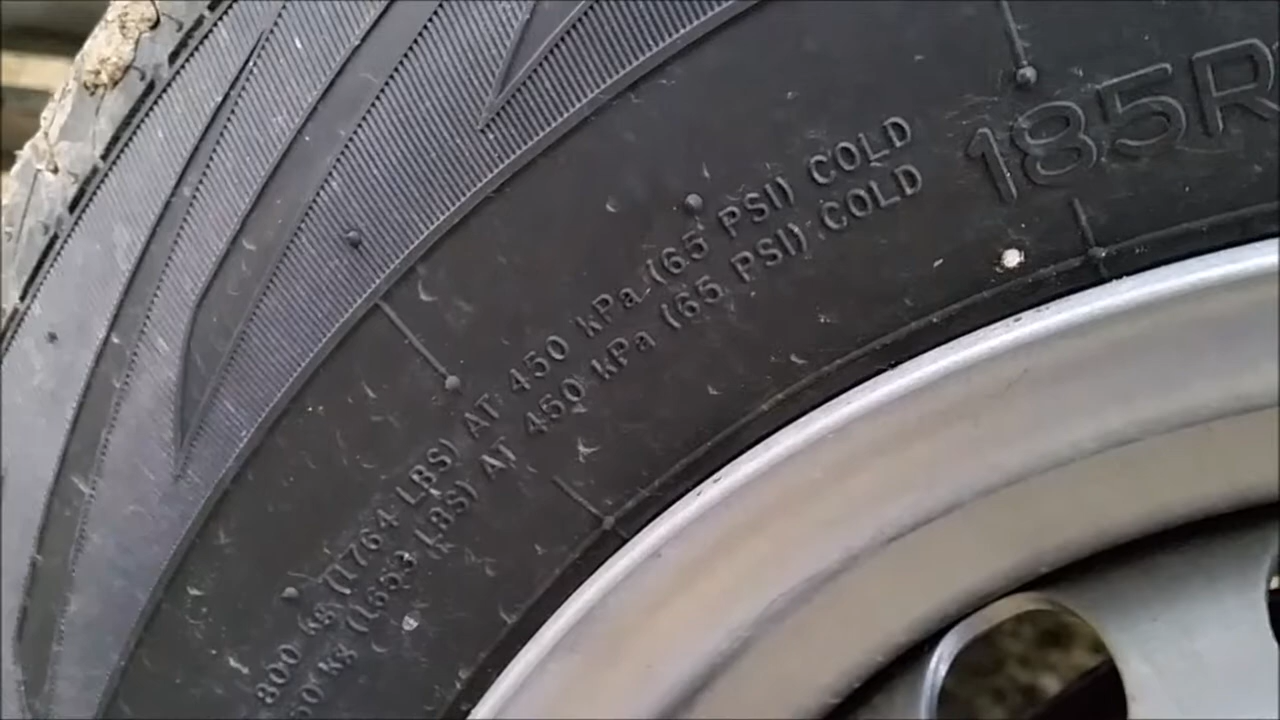 800 kg (1764 LBS) AT 450 kPa (65 PSI) COLD
50 kg (1653 LBS) AT 450 kPa (65 PSI) COLD
185R